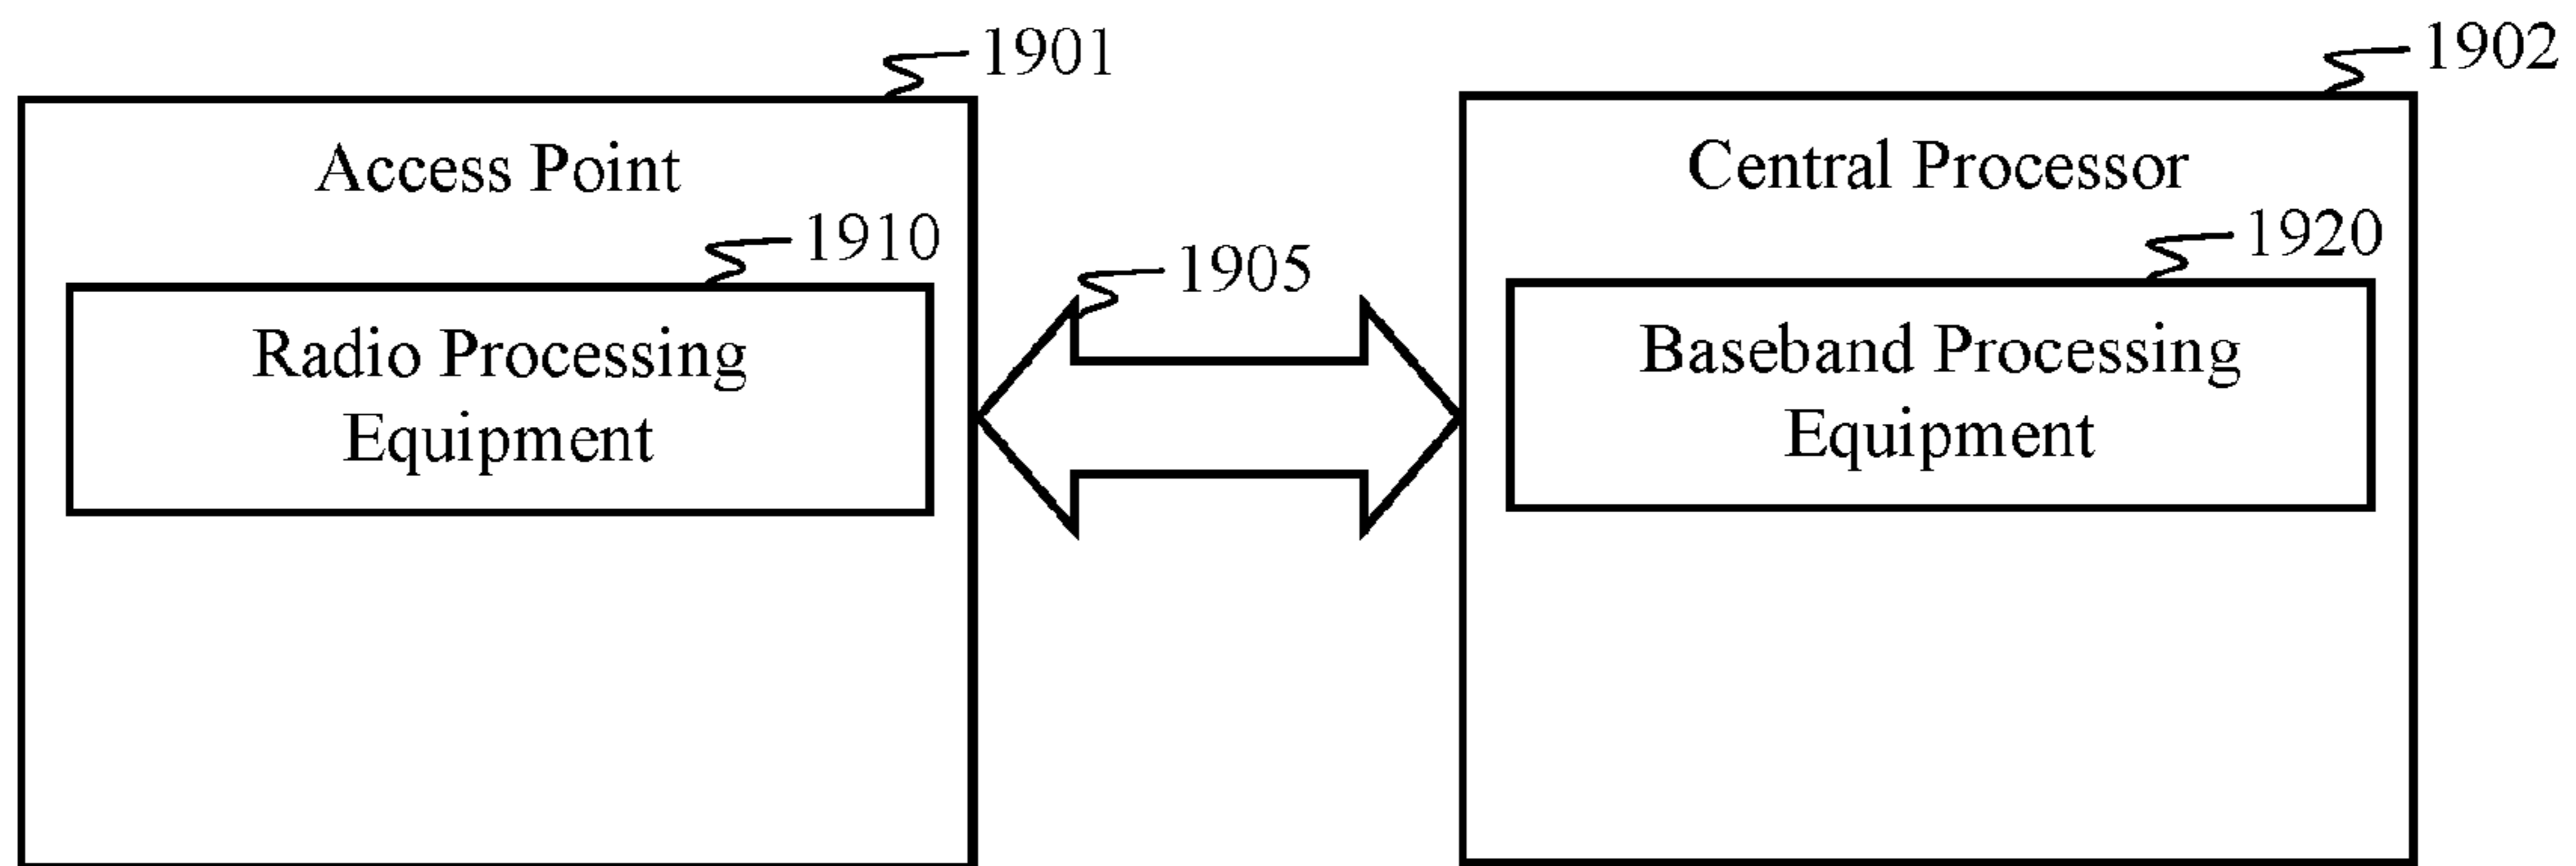 1901
1902
Access Point
Central Processor
1910
1920
1905
Radio Processing
Equipment
Baseband Processing
Equipment